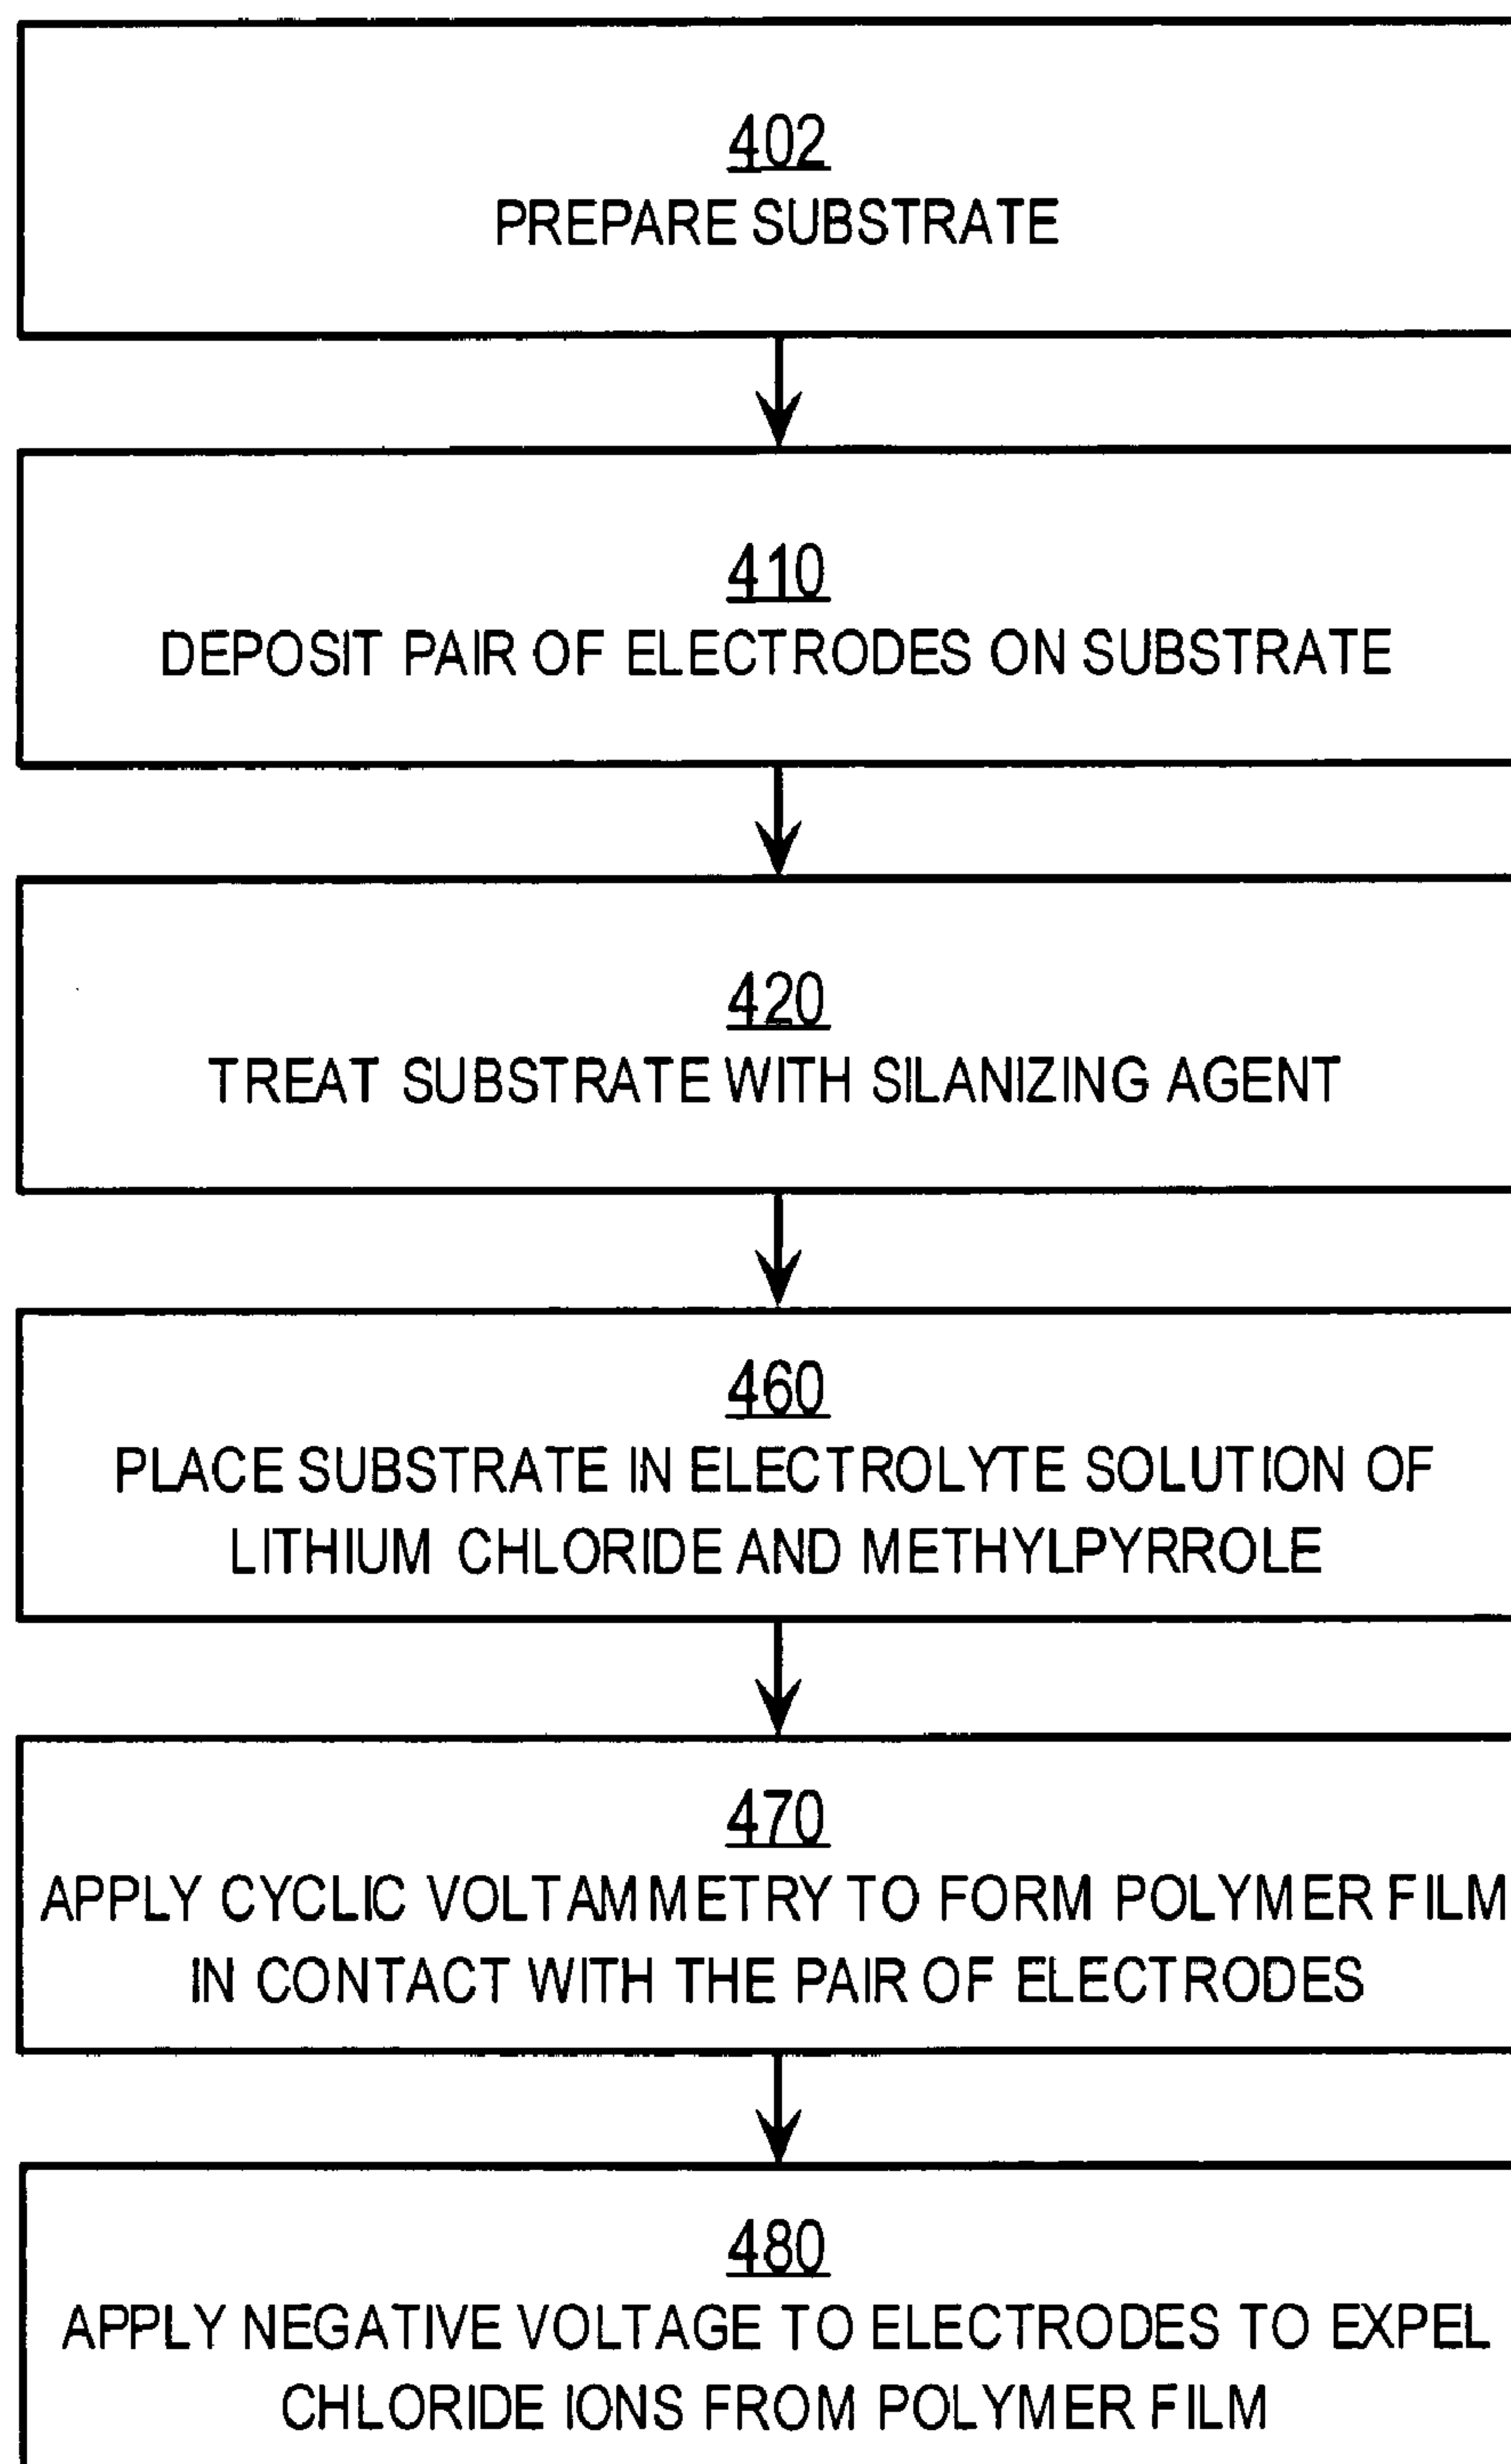 402
PREPARE SUBSTRATE
410
DEPOSIT PAIR OF ELECTRODES ON SUBSTRATE
420
TREAT SUBSTRATE WITH SILANIZING AGENT
460
PLACE SUBSTRATE IN ELECTROLYTE SOLUTION OF
LITHIUM CHLORIDE AND METHYLPYRROLE
470
APPLY CYCLIC VOLTAMMETRY TO FORM POLYMER FILM
IN CONTACT WITH THE PAIR OF ELECTRODES
480
APPLY NEGATIVE VOLTAGE TO ELECTRODES TO EXPEL
CHLORIDE IONS FROM POLYMER FILM